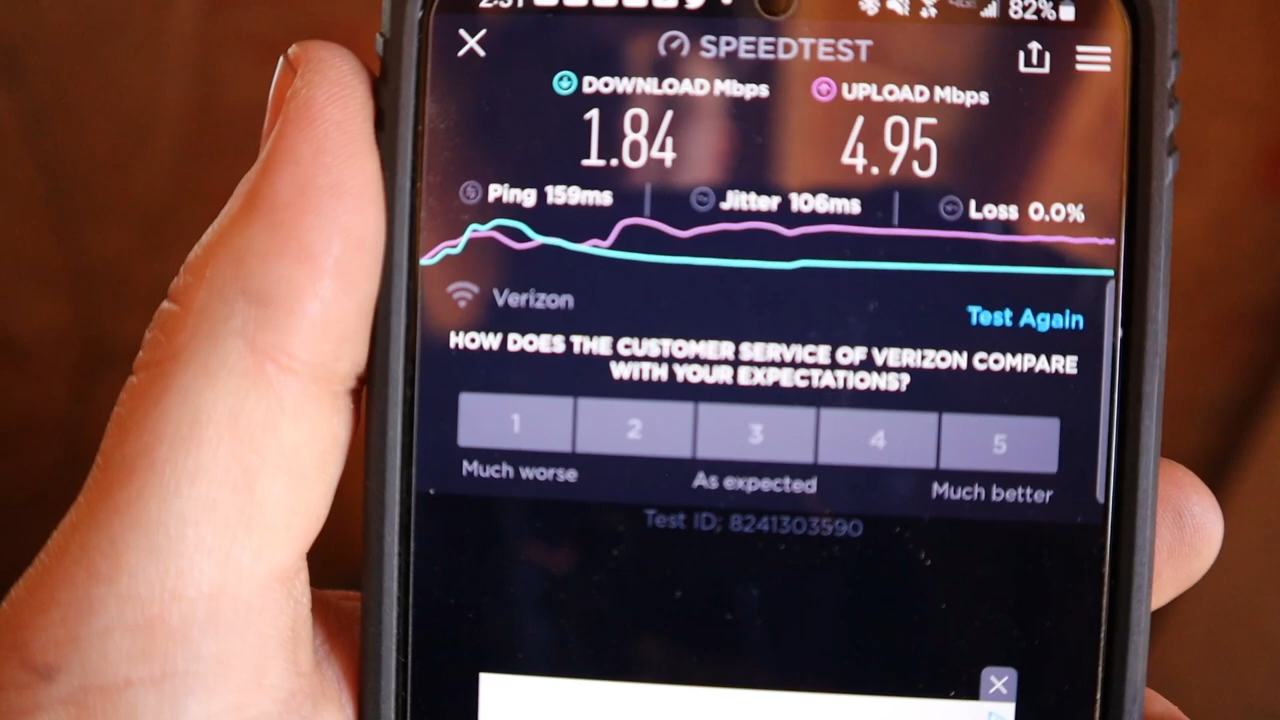 82%
SPEEDTEST
DOWNLOAD Mbps UPLOAD Mbps
1.84 4.95
Ping 159ms Jitter 106ms Loss 0.0%
Verizon
Test Again
HOW DOES THE CUSTOMER SERVICE OF VERIZON COMPARE
WITH YOUR EXPECTATIONS?
1 2 3 4 5
Much worse As expected Much better
Test ID: 8241303590